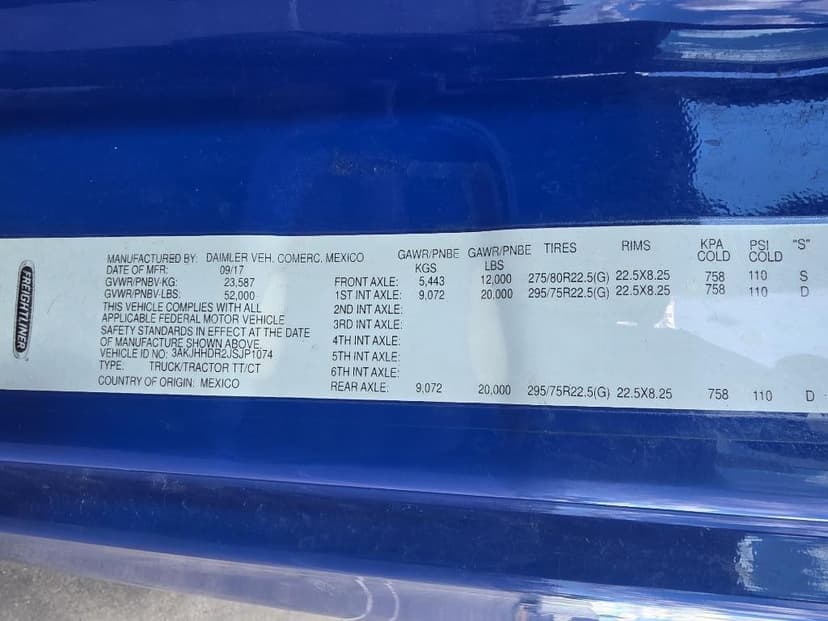 FREIGHTLINER
MANUFACTURED BY: DAIMLER VEH. COMERC. MEXICO
DATE OF MFR: 09/17
GVWR/PNBV-KG: 23,587
GVWR/PNBV-LBS: 52,000
THIS VEHICLE COMPLIES WITH ALL
APPLICABLE FEDERAL MOTOR VEHICLE
SAFETY STANDARDS IN EFFECT AT THE DATE
OF MANUFACTURE SHOWN ABOVE.
VEHICLE ID NO: 3AKJHHDR2JSJP1074
TYPE: TRUCK/TRACTOR TT/CT
COUNTRY OF ORIGIN: MEXICO
GAWR/PNBE KGS GAWR/PNBE LBS TIRES RIMS KPA COLD PSI COLD "S"
FRONT AXLE: 5,443 12,000 275/80R22.5(G) 22.5X8.25 758 110 S
1ST INT AXLE: 9,072 20,000 295/75R22.5(G) 22.5X8.25 758 110 D
2ND INT AXLE:
3RD INT AXLE:
4TH INT AXLE:
5TH INT AXLE:
6TH INT AXLE:
REAR AXLE: 9,072 20,000 295/75R22.5(G) 22.5X8.25 758 110 D